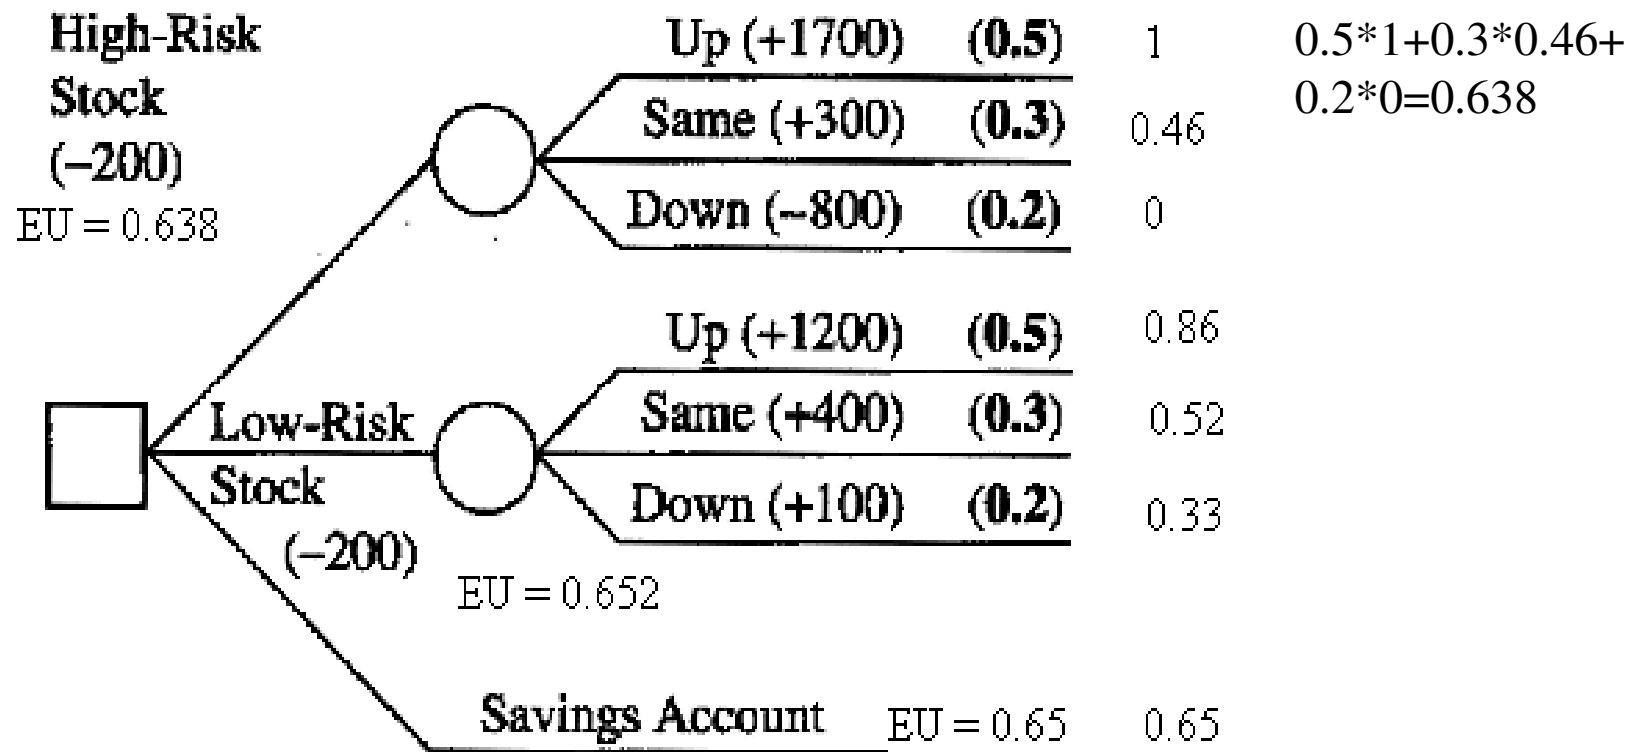 High-Risk
Stock
(–200)
EU = 0.638
Up (+1700) (0.5) 1
Same (+300) (0.3) 0.46
Down (–800) (0.2) 0
0.5*1+0.3*0.46+
0.2*0=0.638
Low-Risk
Stock
(–200)
EU = 0.652
Up (+1200) (0.5) 0.86
Same (+400) (0.3) 0.52
Down (+100) (0.2) 0.33
Savings Account EU = 0.65 0.65